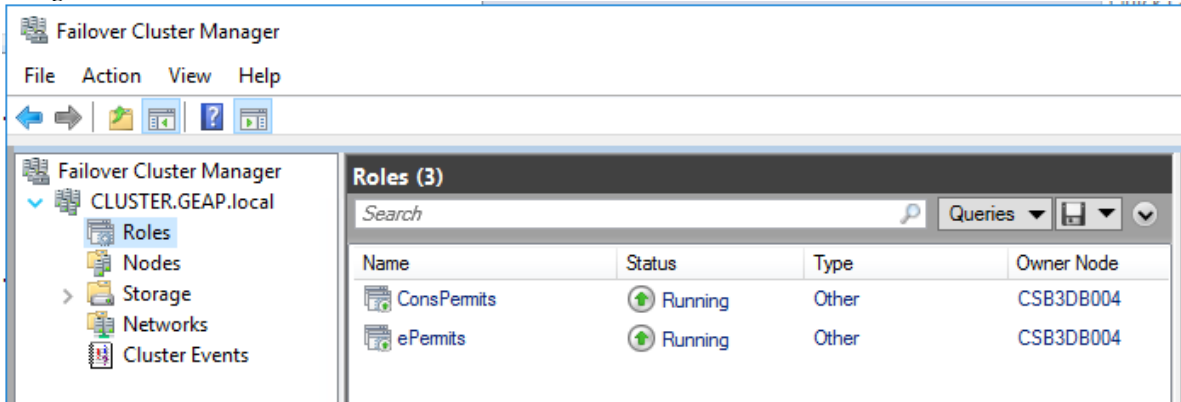 Failover Cluster Manager
File Action View Help
Failover Cluster Manager
CLUSTER.GEAP.local
Roles
Nodes
Storage
Networks
Cluster Events
Roles (3)
Search Queries
Name Status Type Owner Node
ConsPermits Running Other CSB3DB004
ePermits Running Other CSB3DB004